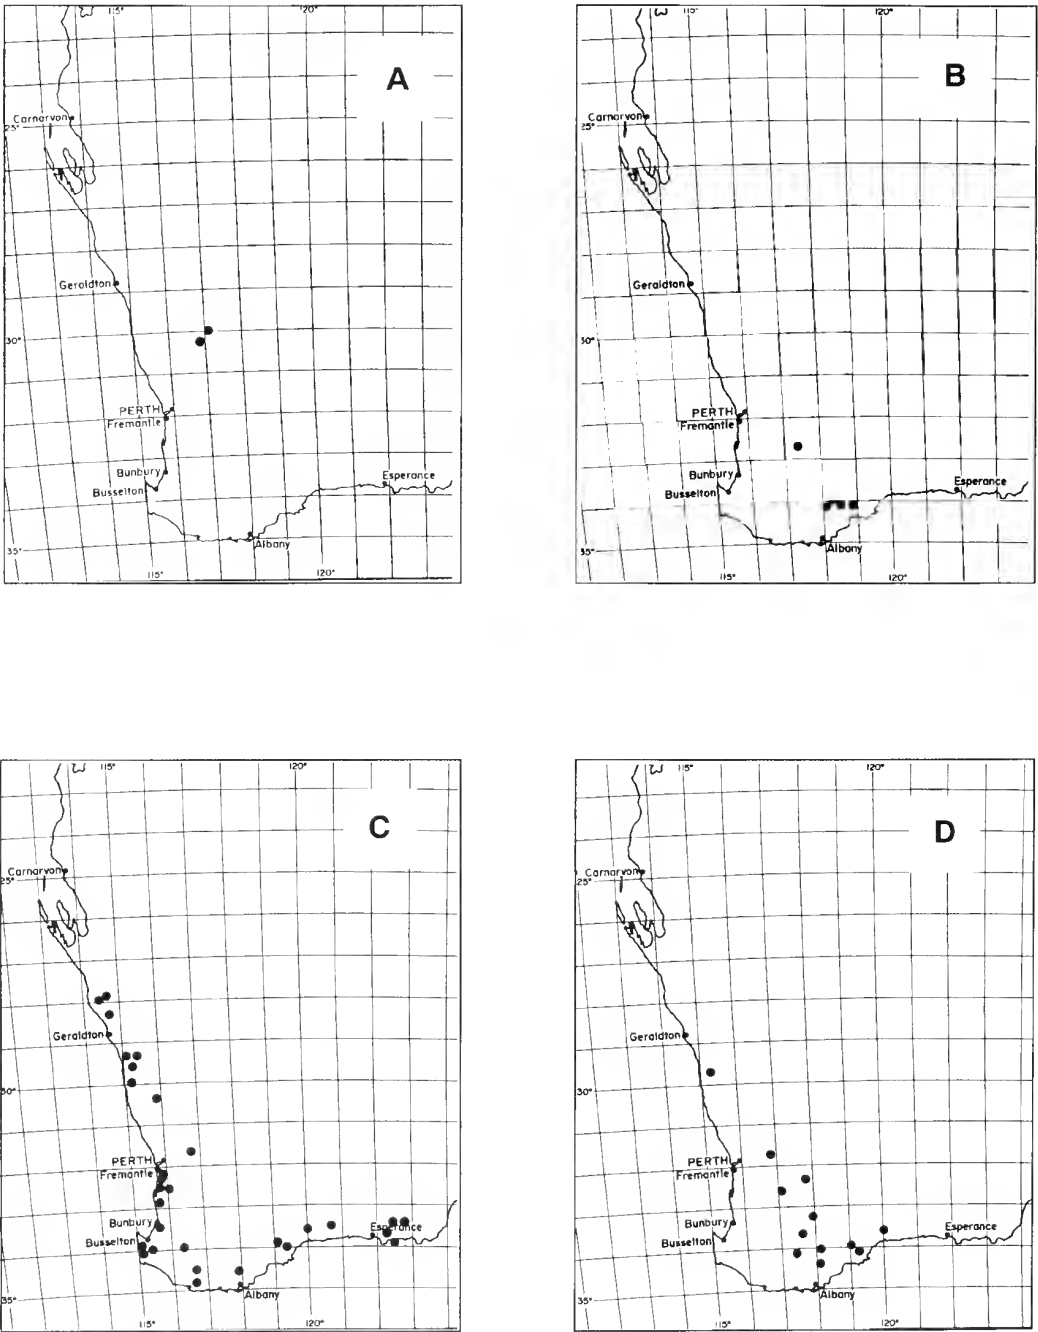 115°
120°
A
Carnarvon
25°
Geraldton
30°
PERTH
Fremantle
Bunbury
Busselton
Esperance
Albany
35°
115°
120°
115°
120°
B
Carnarvon
25°
Geraldton
30°
PERTH
Fremantle
Bunbury
Busselton
Esperance
Albany
35°
115°
120°
115°
120°
C
Carnarvon
25°
Geraldton
30°
PERTH
Fremantle
Bunbury
Busselton
Esperance
Albany
35°
115°
120°
115°
120°
D
Carnarvon
25°
Geraldton
30°
PERTH
Fremantle
Bunbury
Busselton
Esperance
Albany
35°
115°
120°